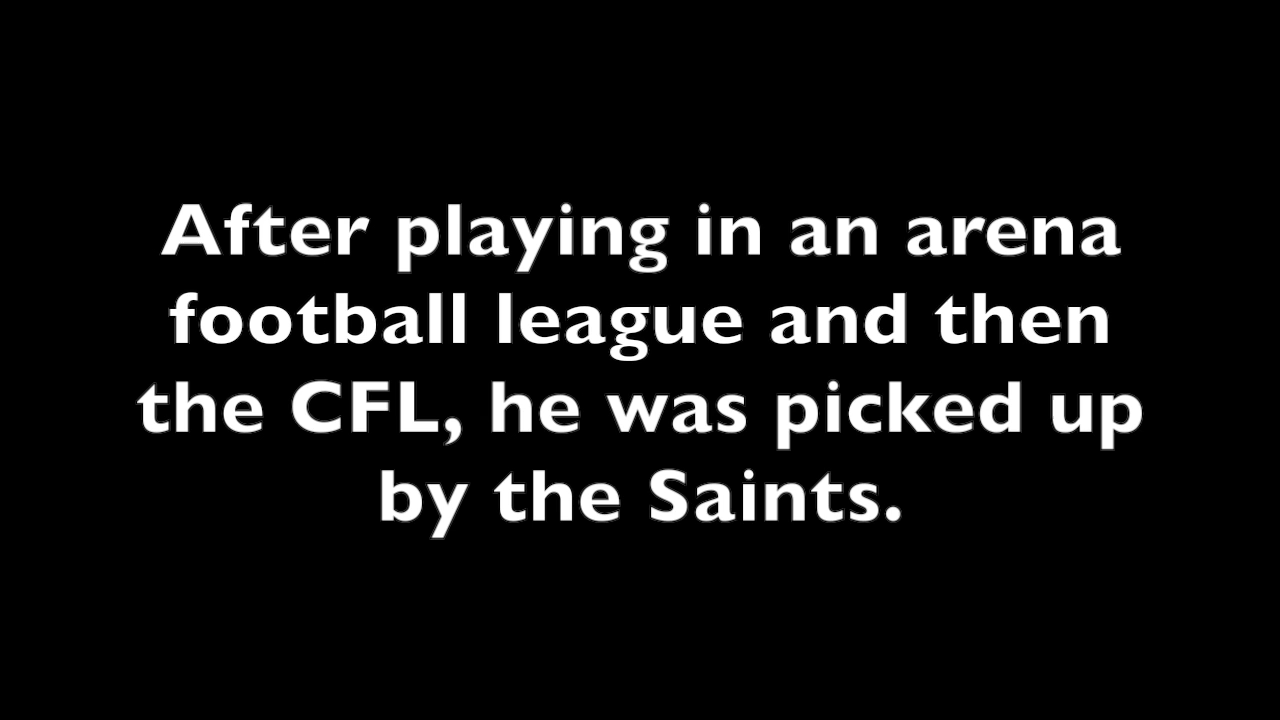 After playing in an arena
football league and then
the CFL, he was picked up
by the Saints.